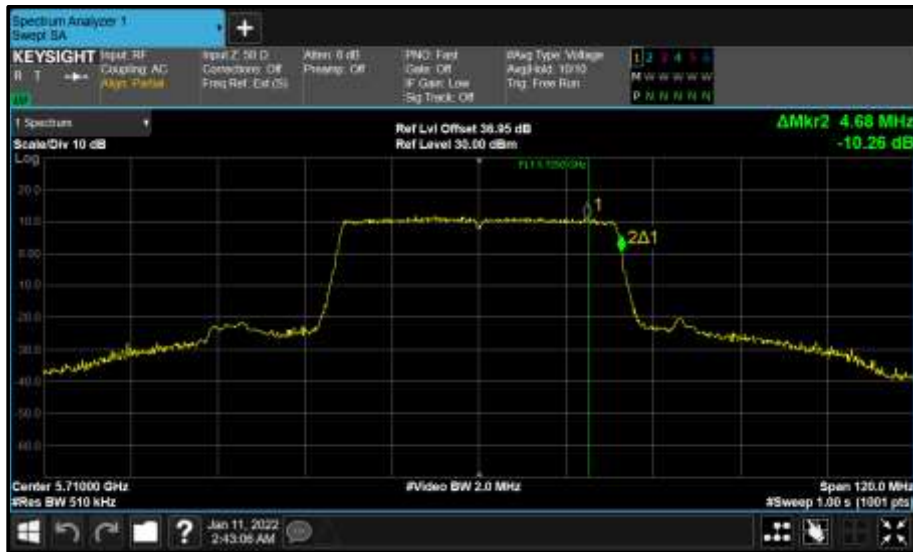 Spectrum Analyzer 1
Swept SA
+
KEYSIGHT Input: RF
R T Coupling: AC
Align: Partial
Input Z: 50 Ω
Corrections: Off
Freq Ref: Ext (S)
Atten: 6 dB
Preamp: Off
PNO: Fast
Gate: Off
IF Gain: Low
Sig Track: Off
#Avg Type: Voltage
Avg|Hold: 10/10
Trig: Free Run
1 2 3 4 5 6
M W W W W W
P N N N N N
1 Spectrum
Scale/Div 10 dB
Ref Lvl Offset 36.95 dB
Ref Level 30.00 dBm
ΔMkr2 4.68 MHz
-10.26 dB
Log
20.0
10.0
0.00
-10.0
-20.0
-30.0
-40.0
-50.0
-60.0
1
2Δ1
Center 5.71000 GHz
#Res BW 510 kHz
#Video BW 2.0 MHz
Span 120.0 MHz
#Sweep 1.00 s (1001 pts)
?
Jan 11, 2022
2:43:06 AM